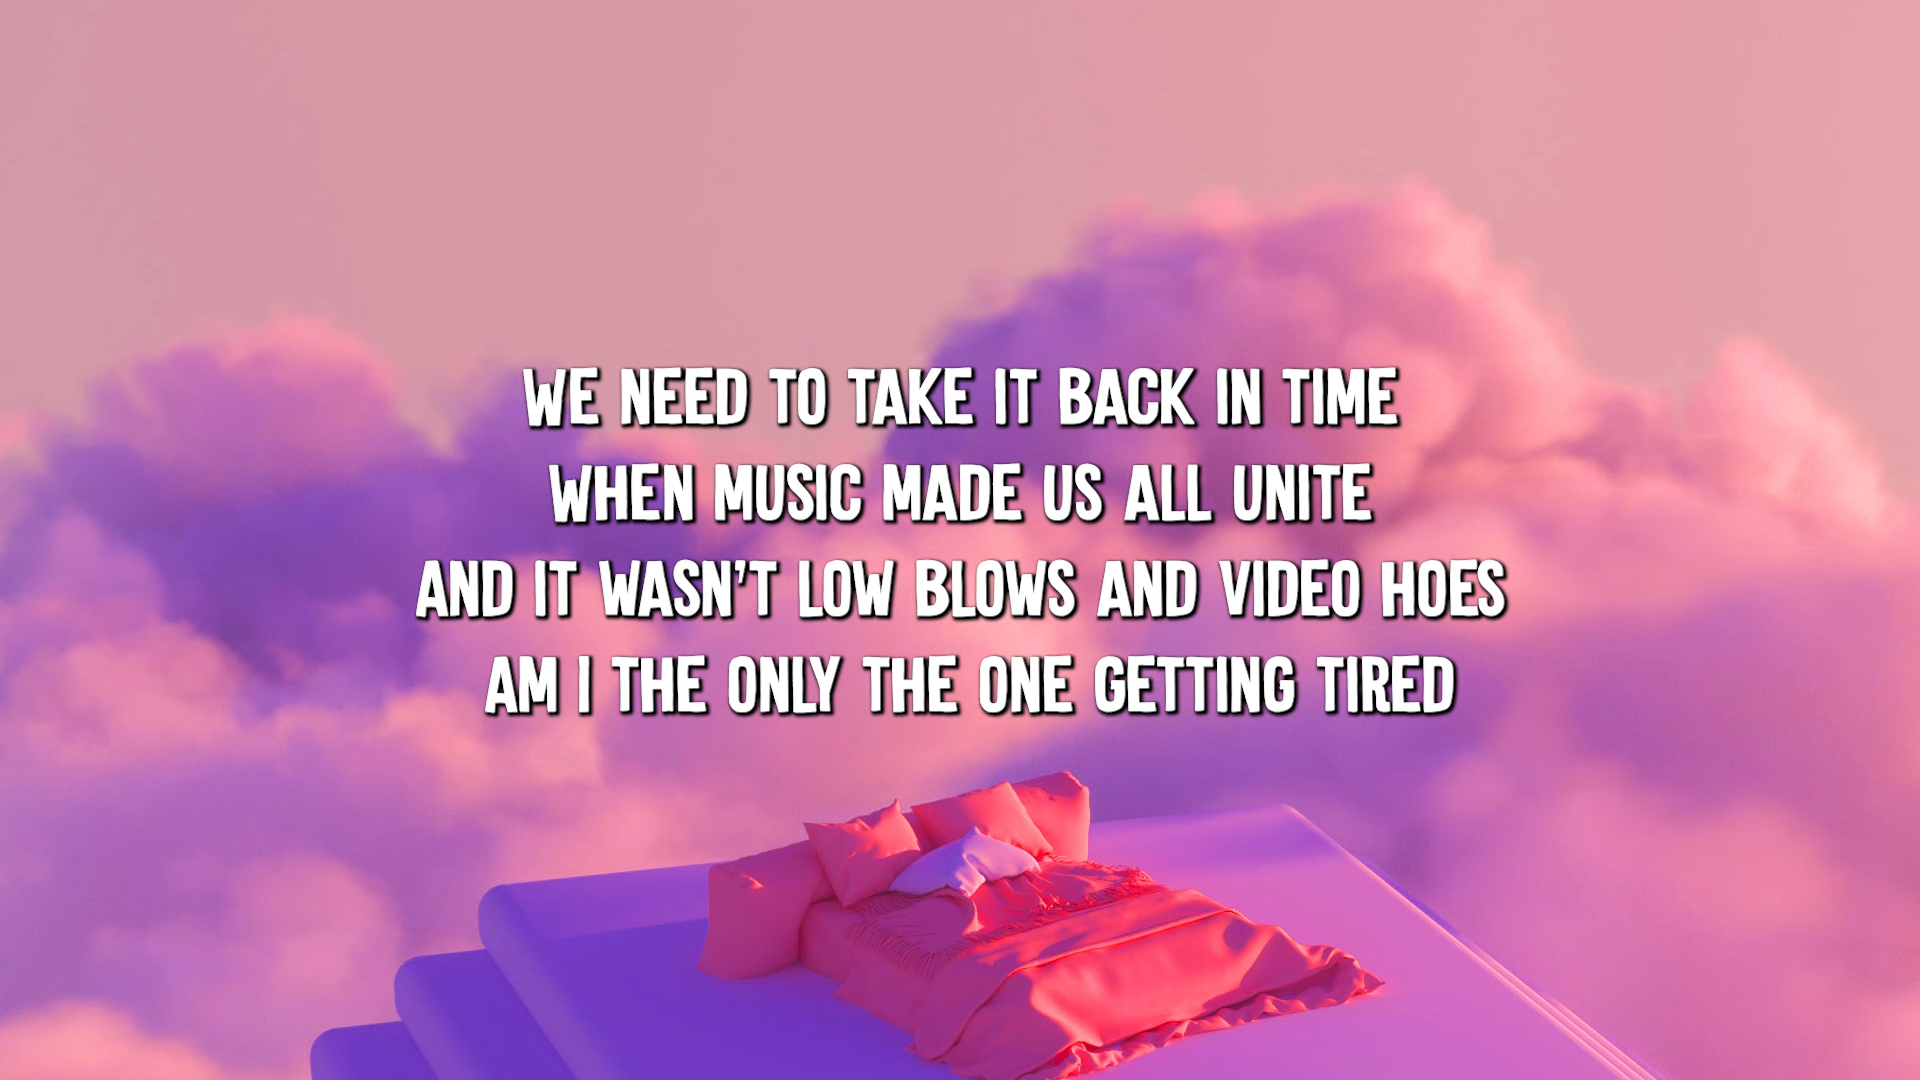 WE NEED TO TAKE IT BACK IN TIME
WHEN MUSIC MADE US ALL UNITE
AND IT WASN'T LOW BLOWS AND VIDEO HOES
AM I THE ONLY THE ONE GETTING TIRED